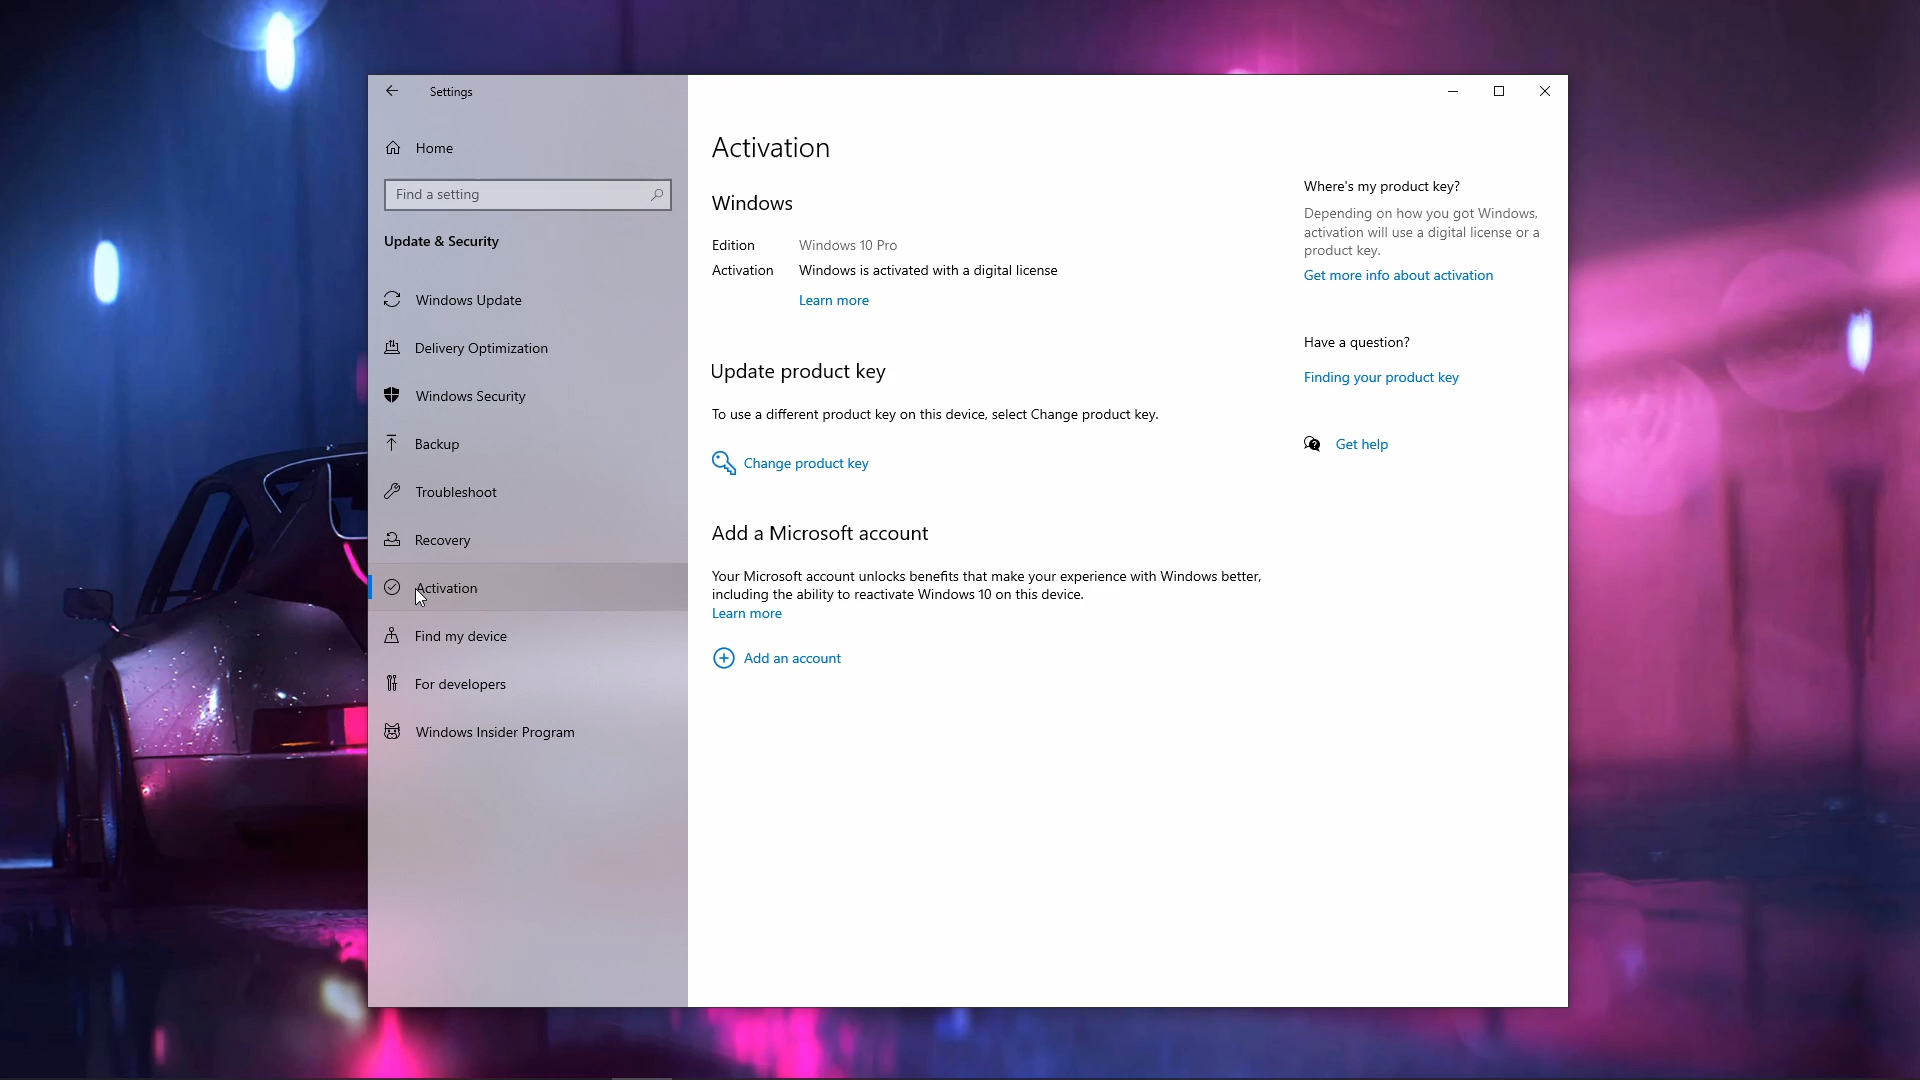 Settings
Home
Find a setting
Update & Security
Windows Update
Delivery Optimization
Windows Security
Backup
Troubleshoot
Recovery
Activation
Find my device
For developers
Windows Insider Program
Activation
Windows
Edition Windows 10 Pro
Activation Windows is activated with a digital license
Learn more
Update product key
To use a different product key on this device, select Change product key.
Change product key
Add a Microsoft account
Your Microsoft account unlocks benefits that make your experience with Windows better,
including the ability to reactivate Windows 10 on this device.
Learn more
Add an account
Where's my product key?
Depending on how you got Windows,
activation will use a digital license or a
product key.
Get more info about activation
Have a question?
Finding your product key
Get help